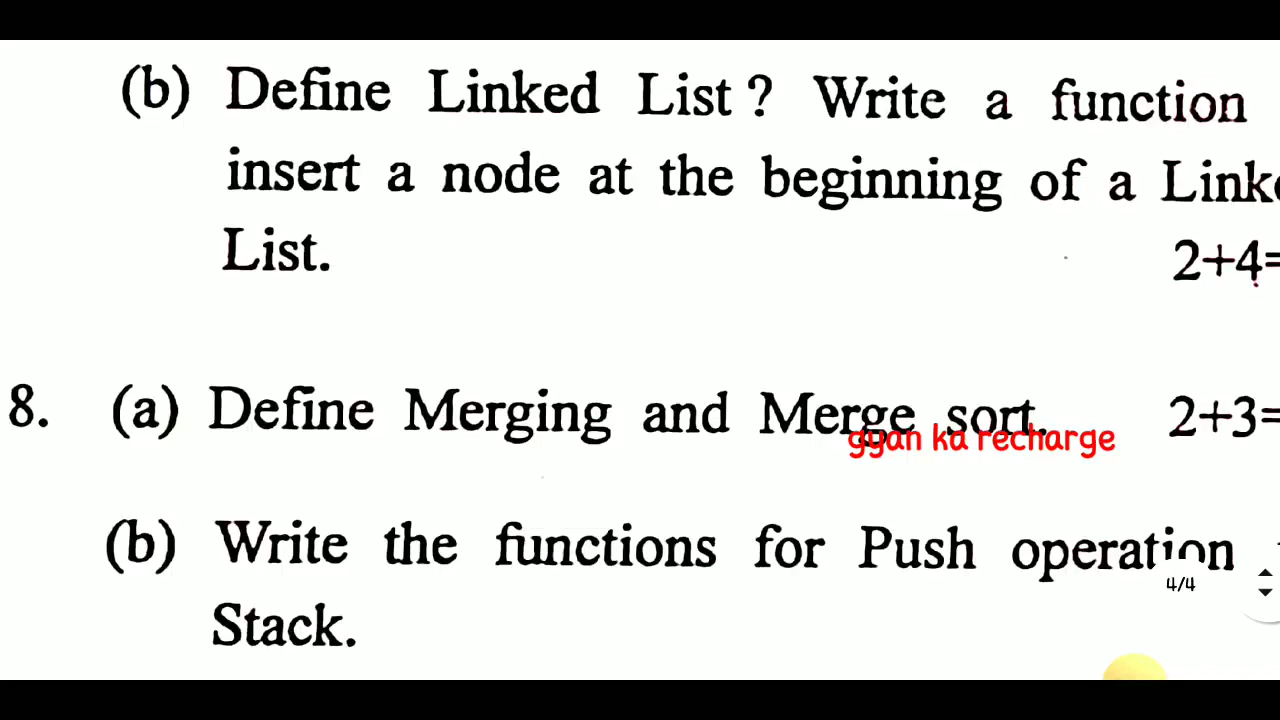 (b) Define Linked List ? Write a function
insert a node at the beginning of a
List.
2+4=
8. (a) Define Merging and Merge sort. 2+3=
gyan ka recharge
(b) Write the functions for Push operation
4/4
Stack.